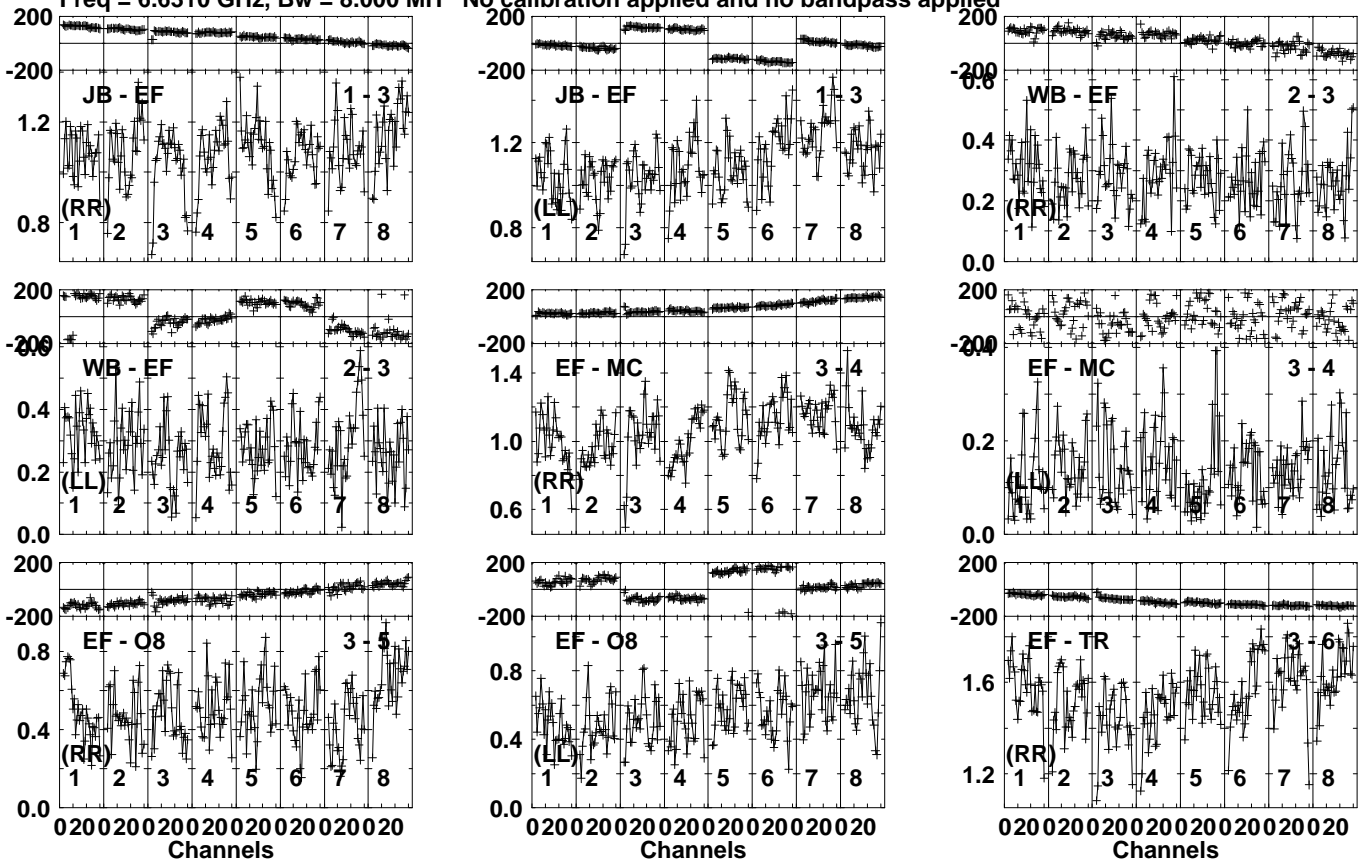 Freq = 6.6310 GHz, Bw = 8.000 MH No calibration applied and no bandpass applied
200 200 200
-200 -200 -200
0.6
JB - EF 1 - 3 JB - EF 1 - 3 WB - EF 2 - 3
1.2 1.2 0.4
0.2
(RR) (LL) (RR)
0.8 0.8
1 2 3 4 5 6 7 8 1 2 3 4 5 6 7 8 1 2 3 4 5 6 7 8
0.0
200 200 200
-200 -200 -200
0.6 0.4
WB - EF 2 - 3 EF - MC 3 - 4 EF - MC 3 - 4
1.4
0.4 1.0 0.2
0.2
(LL) (RR) (LL)
1 2 3 4 5 6 7 8 1 2 3 4 5 6 7 8 1 2 3 4 5 6 7 8
0.6
0.0 0.0
200 200 200
-200 -200 -200
0.8 0.8
EF - O8 3 - 5 EF - O8 3 - 5 EF - TR 3 - 6
0.8 1.6
0.4 0.4
(RR) (LL) (RR)
1 2 3 4 5 6 7 8 1 2 3 4 5 6 7 8 1 2 3 4 5 6 7 8
1.2
0.0 0.0
0 20 0 20 0 20 0 20 0 20 0 20 0 20 0 20 0 20 0 20 0 20 0 20 0 20 0 20 0 20 0 20 0 20 0 20 0 20 0 20 0 20 0 20 0 20 0 20
Channels Channels Channels